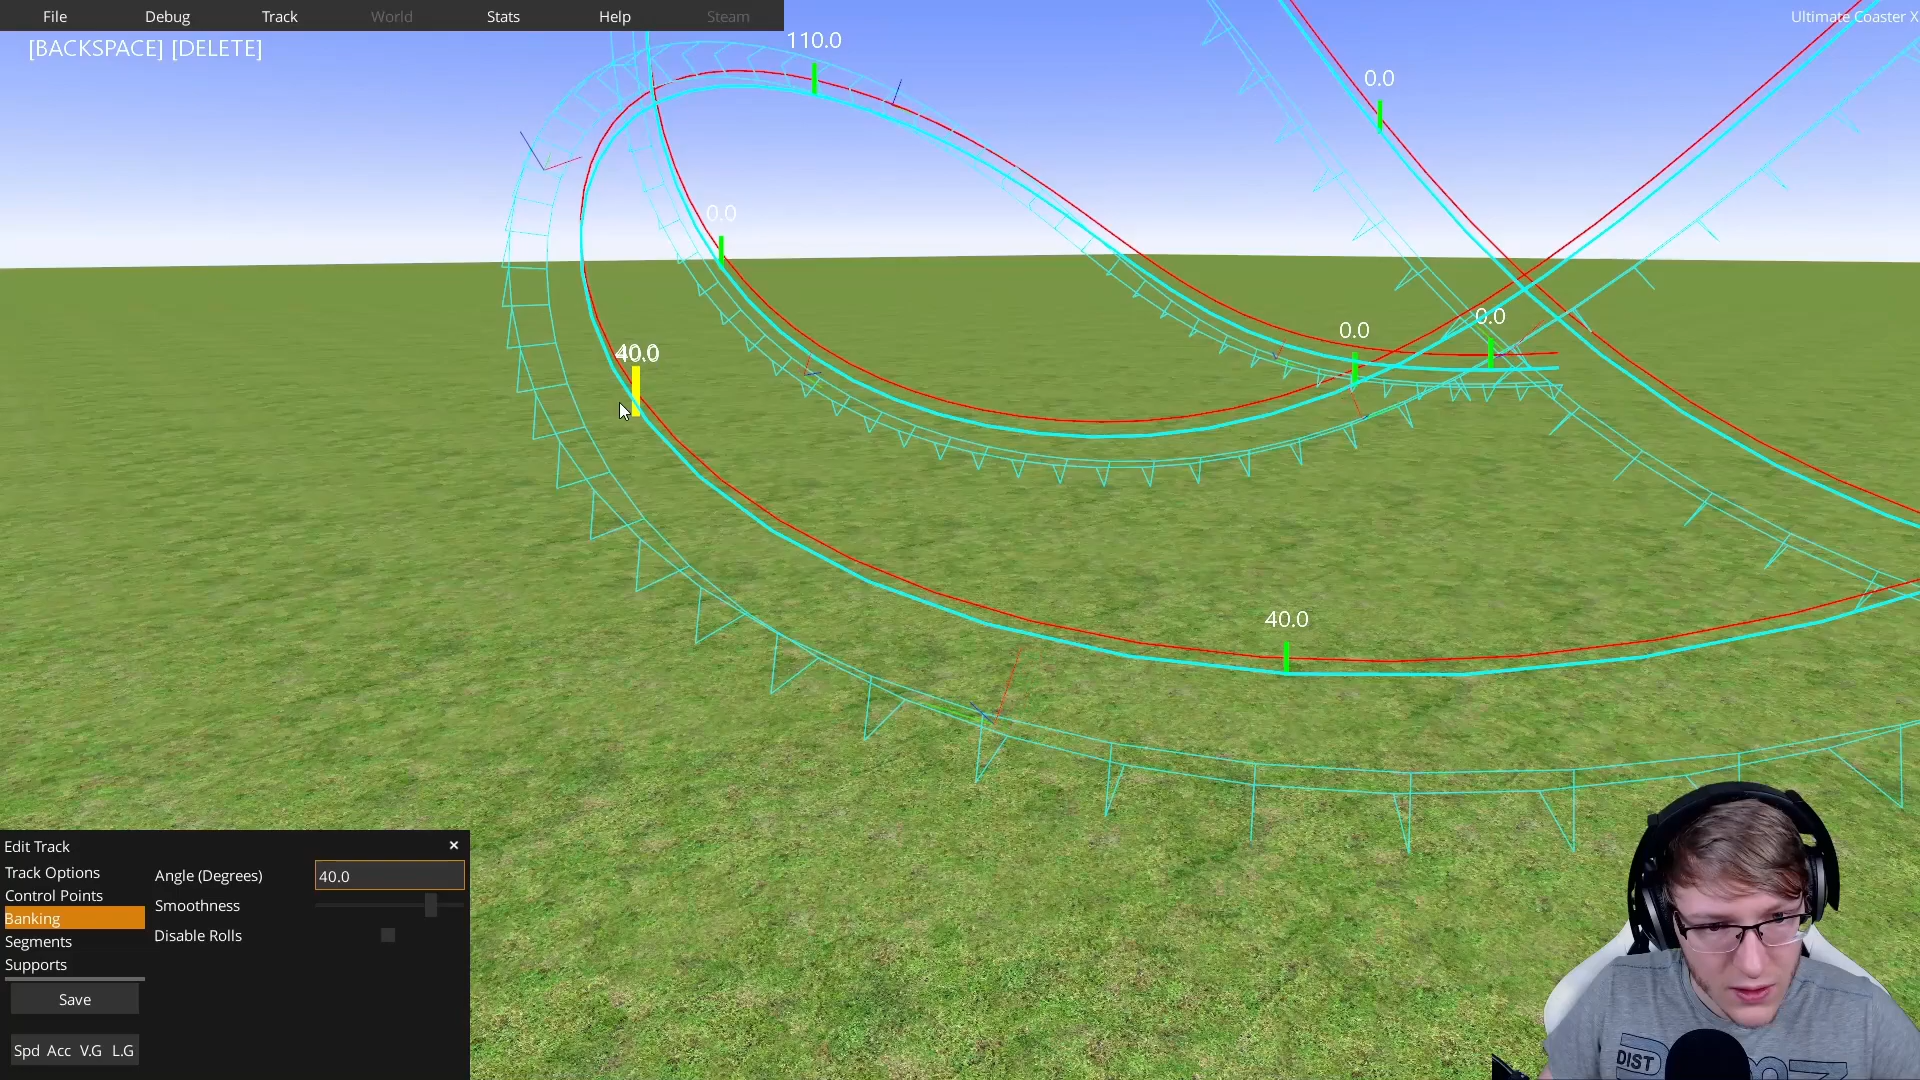 File Debug Track World Stats Help Steam
Ultimate Coaster X
[BACKSPACE] [DELETE]
110.0
0.0
0.0
0.0
0.0
40.0
40.0
Edit Track
×
Track Options
Control Points
Banking
Segments
Supports
Save
Spd Acc V.G L.G
Angle (Degrees) 40.0
Smoothness
Disable Rolls
DIST